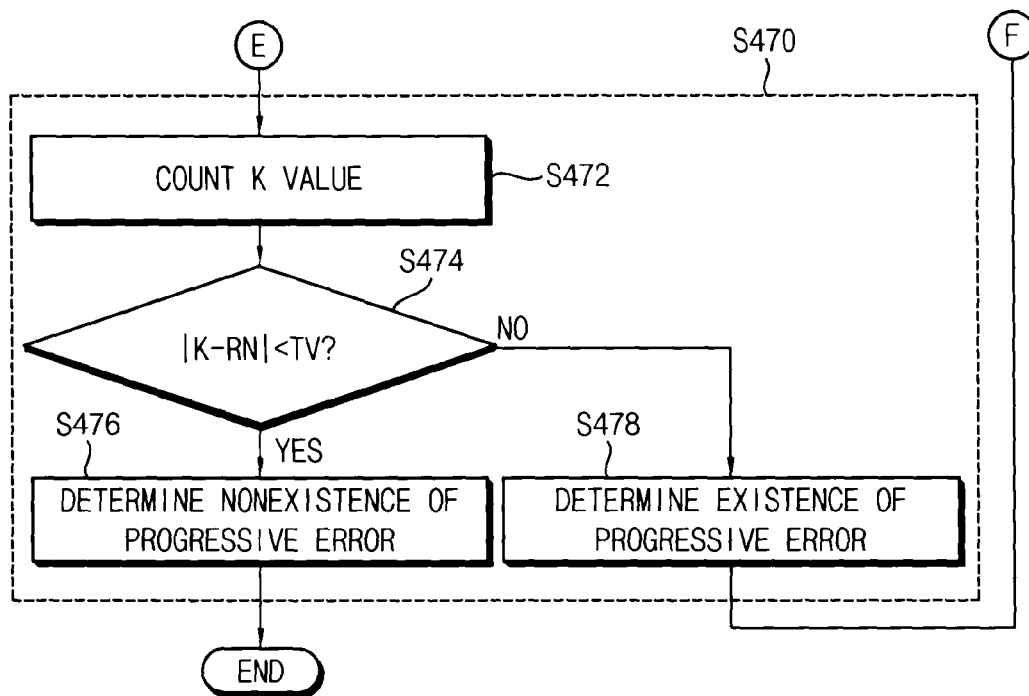 E
S470
F
COUNT K VALUE
S472
S474
|K-RN|<TV?
NO
S476
YES
S478
DETERMINE NONEXISTENCE OF
PROGRESSIVE ERROR
DETERMINE EXISTENCE OF
PROGRESSIVE ERROR
END